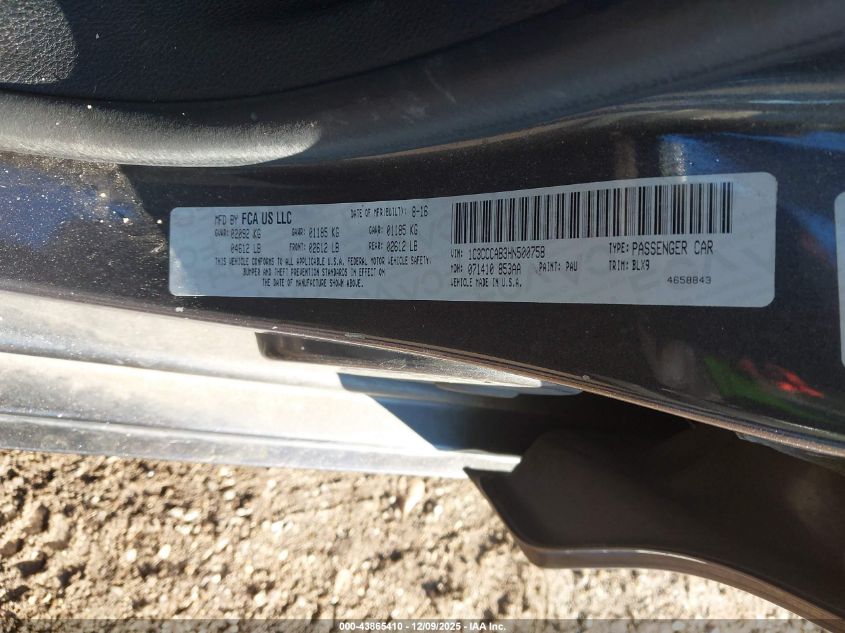 MFD BY FCA US LLC
DATE OF MFR(BUILT): 8-16
GVWR: 02092 KG GAWR: 01185 KG GAWR: 01185 KG
04612 LB FRONT: 02612 LB REAR: 02612 LB
THIS VEHICLE CONFORMS TO ALL APPLICABLE U.S.A. FEDERAL MOTOR VEHICLE SAFETY,
BUMPER AND THEFT PREVENTION STANDARDS IN EFFECT ON
THE DATE OF MANUFACTURE SHOWN ABOVE.
VIN: 1C3CCCAB3HN500758 TYPE: PASSENGER CAR
MDH: 071410 853AA PAINT: PAU TRIM: BLX9
VEHICLE MADE IN U.S.A. 4658843
000-43865410 - 12/09/2025 - IAA Inc.